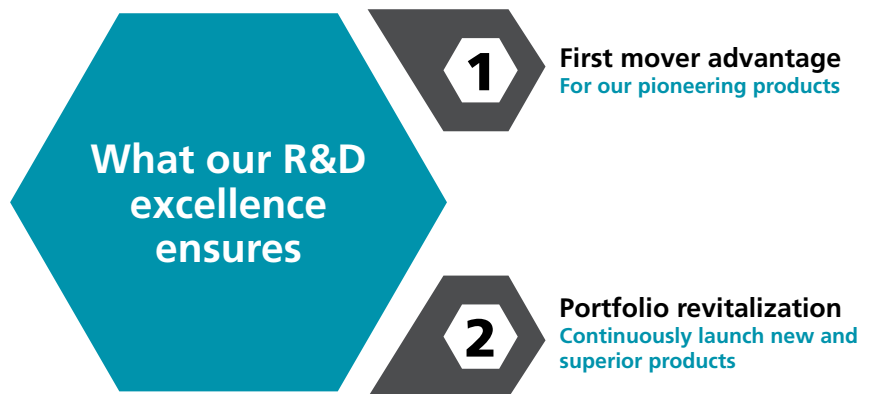 What our R&D
excellence
ensures
1
First mover advantage
For our pioneering products
2
Portfolio revitalization
Continuously launch new and
superior products